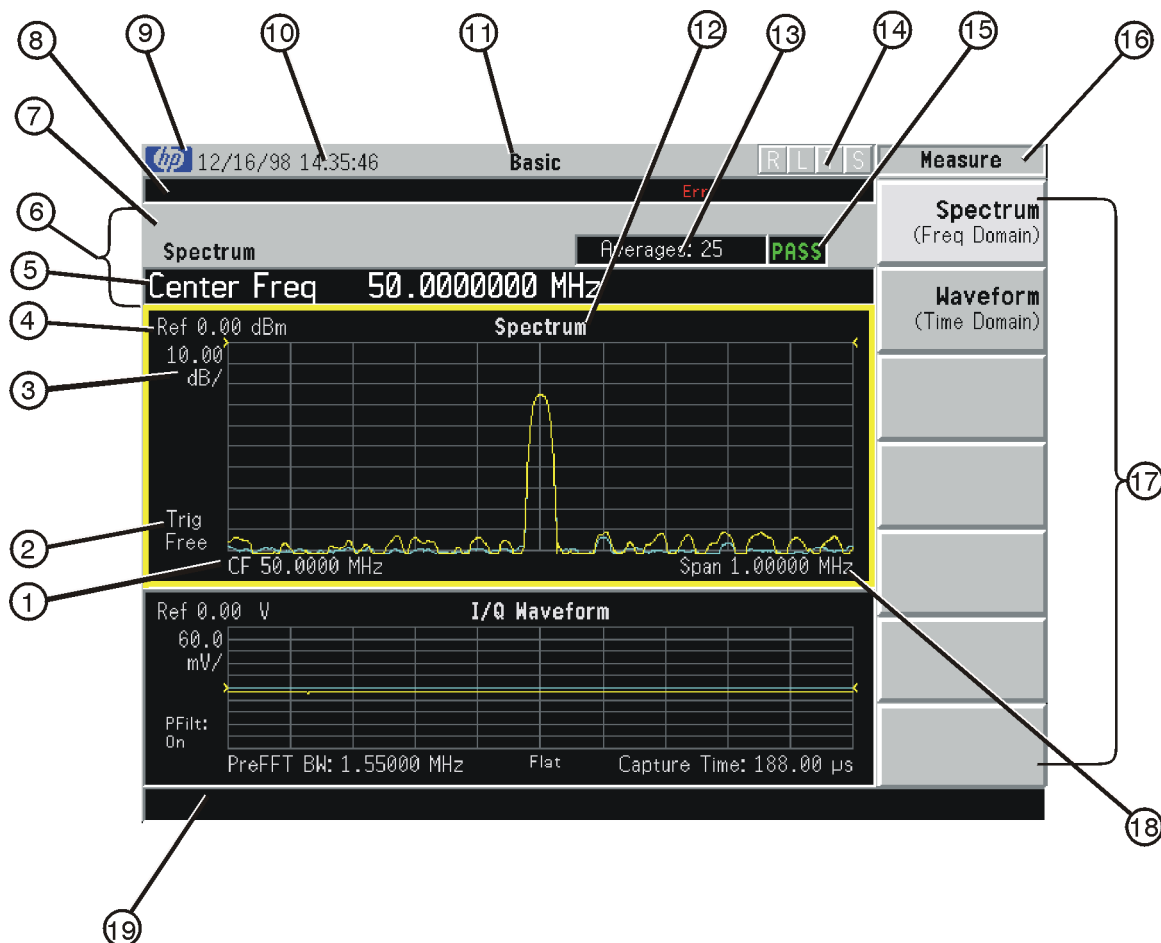 8 9 10 11 12 13 14 15 16
7
hp 12/16/98 14:35:46 Basic R L S Measure
Err
6
Spectrum
(Freq Domain)
Spectrum Averages: 25 PASS
5 Center Freq 50.0000000 MHz
Waveform
(Time Domain)
4 Ref 0.00 dBm Spectrum
10.00
3 dB/
17
Trig
2 Free
CF 50.0000 MHz Span 1.00000 MHz
1
Ref 0.00 V I/Q Waveform
60.0
mV/
PFilt:
On
PreFFT BW: 1.55000 MHz Flat Capture Time: 188.00 µs
18
19